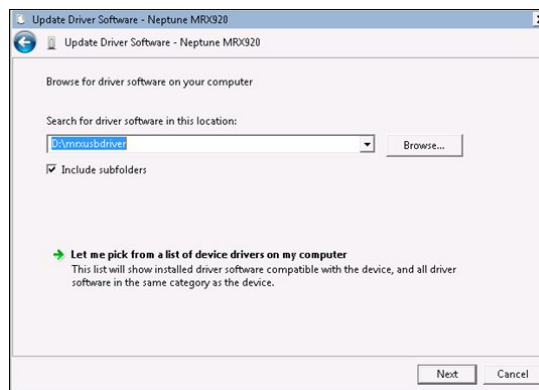 Update Driver Software - Neptune MRX920
Update Driver Software - Neptune MRX920
Browse for driver software on your computer
Search for driver software in this location:
D:\mrxusbdriver
Browse...
Include subfolders
Let me pick from a list of device drivers on my computer
This list will show installed driver software compatible with the device, and all driver
software in the same category as the device.
Next Cancel